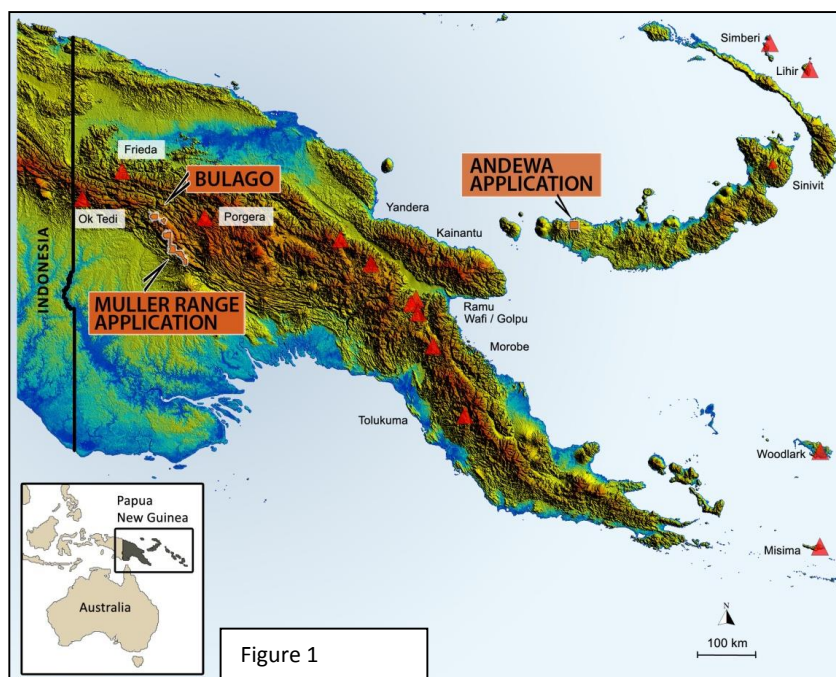 Simberi
Lihir
Frieda
BULAGO
ANDEWA
APPLICATION
Sinivit
Yandera
Ok Tedi
Porgera
Kainantu
INDONESIA
MULLER RANGE
APPLICATION
Ramu
Wafi / Golpu
Morobe
Tolukuma
Woodlark
Papua
New Guinea
Misima
Australia
N
100 km
Figure 1